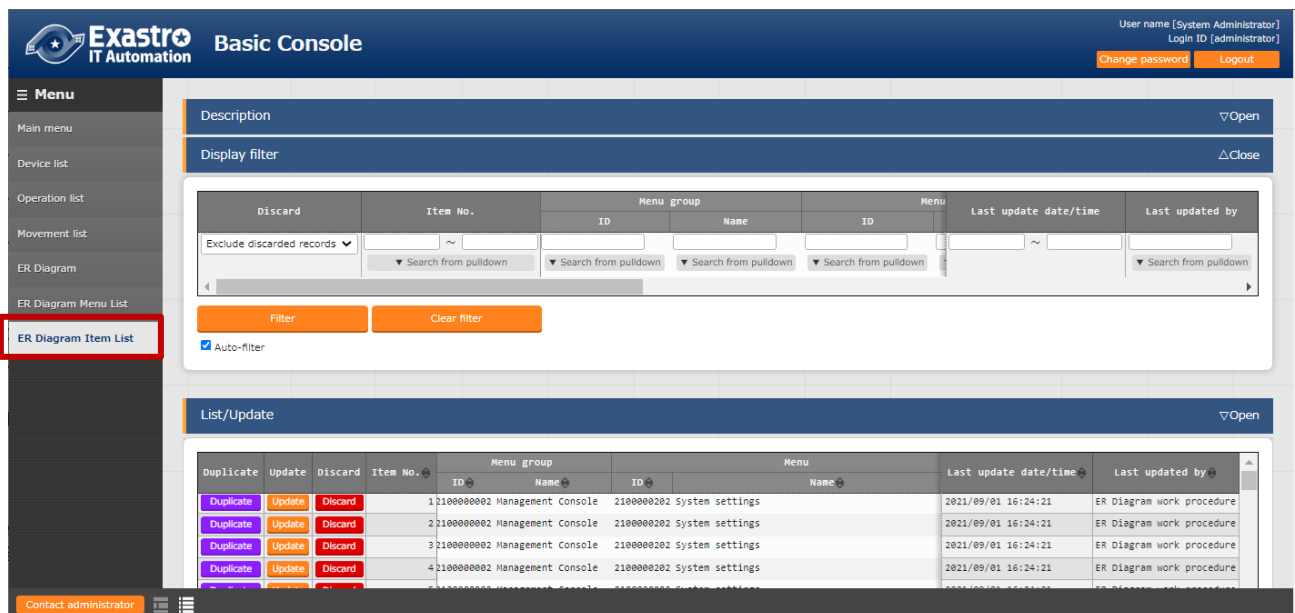 Exastro
IT Automation
Basic Console
User name [System Administrator]
Login ID [administrator]
Change password
Logout
Menu
Main menu
Device list
Operation list
Movement list
ER Diagram
ER Diagram Menu List
ER Diagram Item List
Description
▽Open
Display filter
△Close
Discard
Item No.
Menu group
Menu
Last update date/time
Last updated by
ID
Name
ID
Exclude discarded records
~
~
▼ Search from pulldown
▼ Search from pulldown
▼ Search from pulldown
▼ Search from pulldown
▼ Search from pulldown
Filter
Clear filter
Auto-filter
List/Update
▽Open
Duplicate Update Discard Item No. Menu group Menu Last update date/time Last updated by
ID Name ID Name
Duplicate Update Discard 1 2100000002 Management Console 2100000202 System settings 2021/09/01 16:24:21 ER Diagram work procedure
Duplicate Update Discard 2 2100000002 Management Console 2100000202 System settings 2021/09/01 16:24:21 ER Diagram work procedure
Duplicate Update Discard 3 2100000002 Management Console 2100000202 System settings 2021/09/01 16:24:21 ER Diagram work procedure
Duplicate Update Discard 4 2100000002 Management Console 2100000202 System settings 2021/09/01 16:24:21 ER Diagram work procedure
Contact administrator